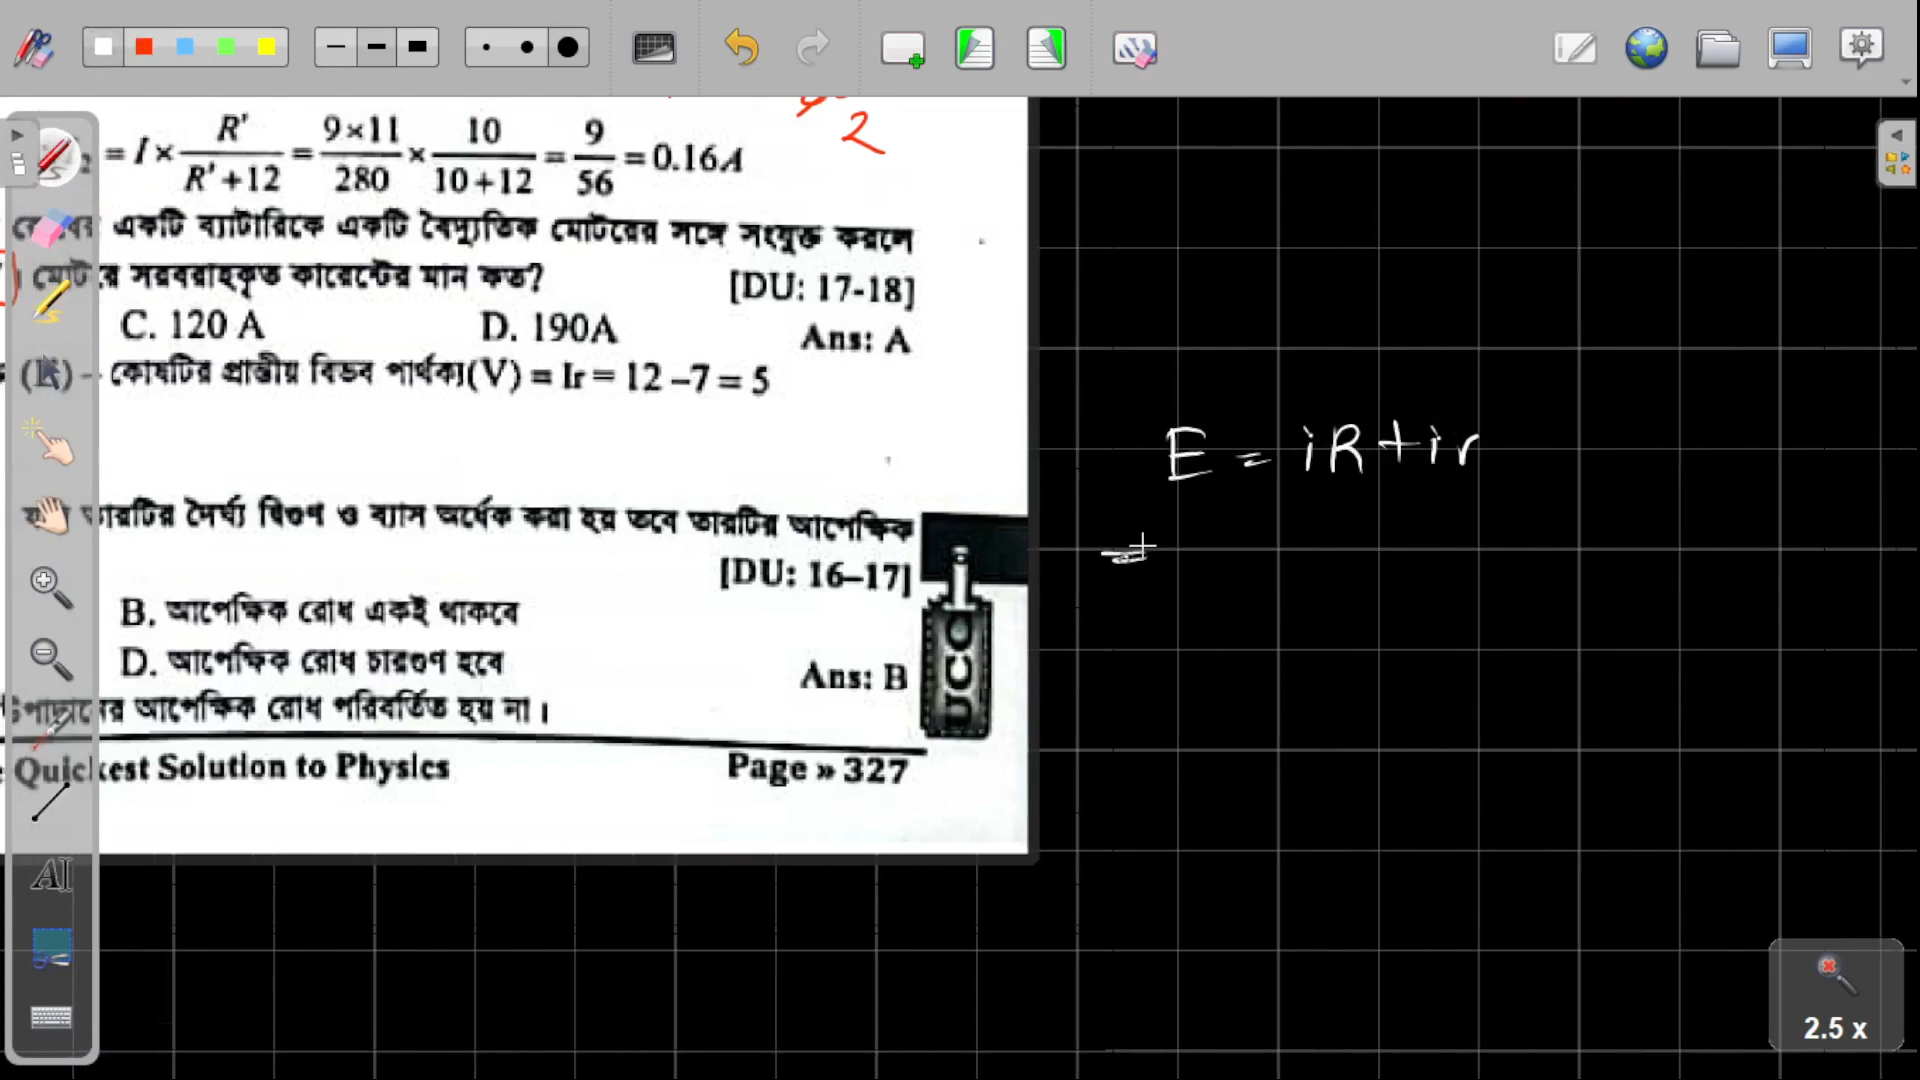 2
= I × R'/R'+12 = 9×11/280 × 10/10+12 = 9/56 = 0.16A
একটি ব্যাটারিকে একটি বৈদ্যুতিক মোটরের সঙ্গে সংযুক্ত করলে
সরবরাহকৃত কারেন্টের মান কত? [DU: 17-18]
C. 120 A D. 190A Ans: A
(E) – কোষটির প্রান্তীয় বিভব পার্থক্য(V) = Ir = 12 –7 = 5
E = iR + ir
=
তারটির দৈর্ঘ্য দ্বিগুণ ও ব্যাস অর্ধেক করা হয় তবে তারটির আপেক্ষিক
[DU: 16–17]
B. আপেক্ষিক রোধ একই থাকবে
D. আপেক্ষিক রোধ চারগুণ হবে Ans: B
আপেক্ষিক রোধ পরিবর্তিত হয় না।
UCC
Quickest Solution to Physics Page » 327
AI
2.5 x